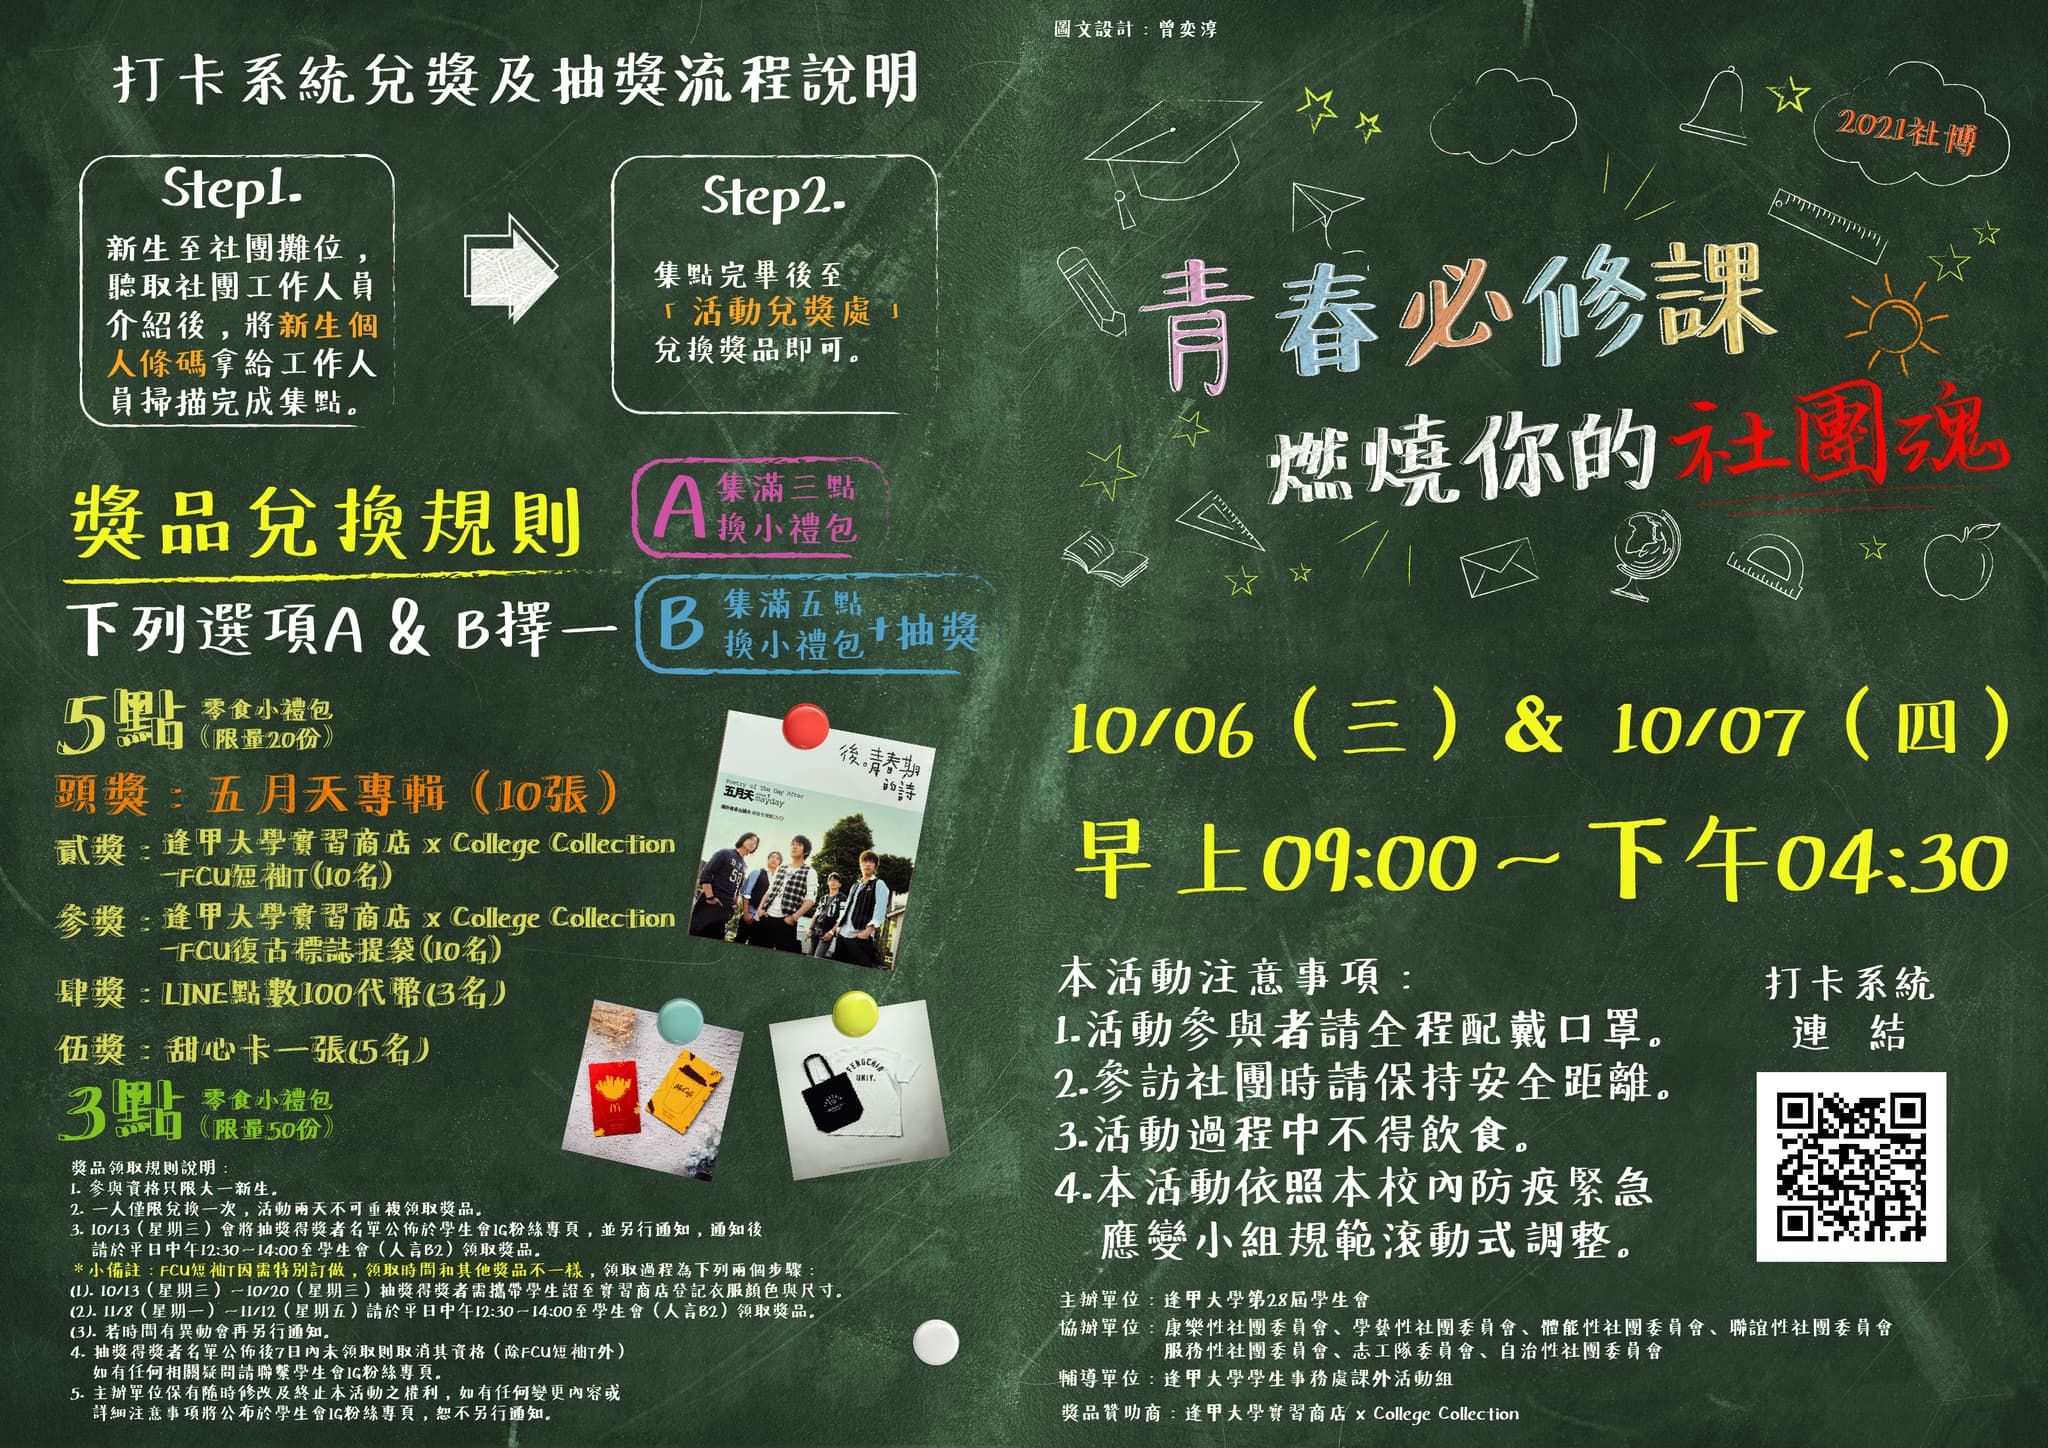 打卡系統兌獎及抽獎流程說明
Step1.
新生至社團攤位，
聽取社團工作人員
介紹後，將新生個
人條碼拿給工作人
員掃描完成集點。
Step2.
集點完畢後至
「活動兌獎處」
兌換獎品即可。
獎品兌換規則
下列選項A & B擇一
A 集滿三點
換小禮包
B 集滿五點
換小禮包+抽獎
5點 零食小禮包
（限量20份）
頭獎：五月天專輯（10張）
貳獎：逢甲大學實習商店 x College Collection
—FCU短袖T(10名)
參獎：逢甲大學實習商店 x College Collection
—FCU復古標誌提袋(10名)
肆獎：LINE點數100代幣(3名)
伍獎：甜心卡一張(5名)
3點 零食小禮包
（限量50份）
後。青春期
的詩
Poetry of The Day After
五月天 mayday
McCafé
FENGCHIA
UNIV.
獎品領取規則說明：
1. 參與資格只限大一新生。
2. 一人僅限兌換一次，活動兩天不可重複領取獎品。
3. 10/13（星期三）會將抽獎得獎者名單公佈於學生會IG粉絲專頁，並另行通知，通知後
請於平日中午12:30~14:00至學生會（人言B2）領取獎品。
*小備註：FCU短袖T因需特別訂做，領取時間和其他獎品不一樣，領取過程為下列兩個步驟：
(1). 10/13（星期三）~10/20（星期三）抽獎得獎者需攜帶學生證至實習商店登記衣服顏色與尺寸。
(2). 11/8（星期一）~11/12（星期五）請於平日中午12:30~14:00至學生會（人言B2）領取獎品。
(3). 若時間有異動會再另行通知。
4. 抽獎得獎者名單公佈後7日內未領取則取消其資格（除FCU短袖T外）
如有任何相關疑問請聯繫學生會IG粉絲專頁。
5. 主辦單位保有隨時修改及終止本活動之權利，如有任何變更內容或
詳細注意事項將公布於學生會IG粉絲專頁，恕不另行通知。
圖文設計：曾奕淳
2021社博
青春必修課
燃燒你的社團魂
10/06（三）& 10/07（四）
早上09:00～下午04:30
本活動注意事項：
1.活動參與者請全程配戴口罩。
2.參訪社團時請保持安全距離。
3.活動過程中不得飲食。
4.本活動依照本校內防疫緊急
應變小組規範滾動式調整。
打卡系統
連 結
主辦單位：逢甲大學第28屆學生會
協辦單位：康樂性社團委員會、學藝性社團委員會、體能性社團委員會、聯誼性社團委員會
服務性社團委員會、志工隊委員會、自治性社團委員會
輔導單位：逢甲大學學生事務處課外活動組
獎品贊助商：逢甲大學實習商店 x College Collection